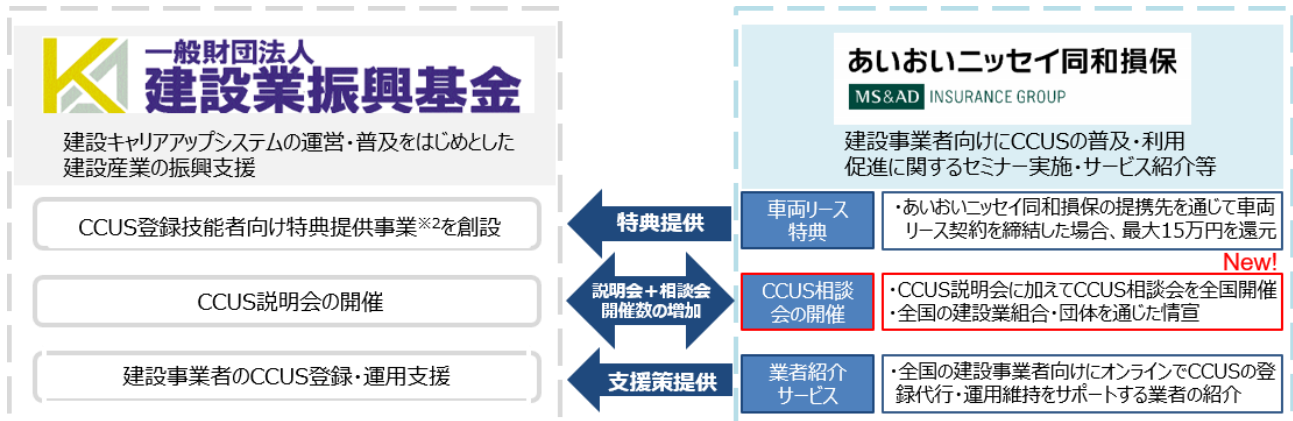 一般財団法人
建設業振興基金
建設キャリアアップシステムの運営・普及をはじめとした
建設産業の振興支援
CCUS登録技能者向け特典提供事業※2を創設
CCUS説明会の開催
建設事業者のCCUS登録・運用支援
特典提供
説明会＋相談会
開催数の増加
支援策提供
あいおいニッセイ同和損保
MS&AD INSURANCE GROUP
建設事業者向けにCCUSの普及・利用
促進に関するセミナー実施・サービス紹介等
車両リース
特典
・あいおいニッセイ同和損保の提携先を通じて車両
リース契約を締結した場合、最大15万円を還元
New!
CCUS相談
会の開催
・CCUS説明会に加えてCCUS相談会を全国開催
・全国の建設業組合・団体を通じた情宣
業者紹介
サービス
・全国の建設事業者向けにオンラインでCCUSの登
録代行・運用維持をサポートする業者の紹介